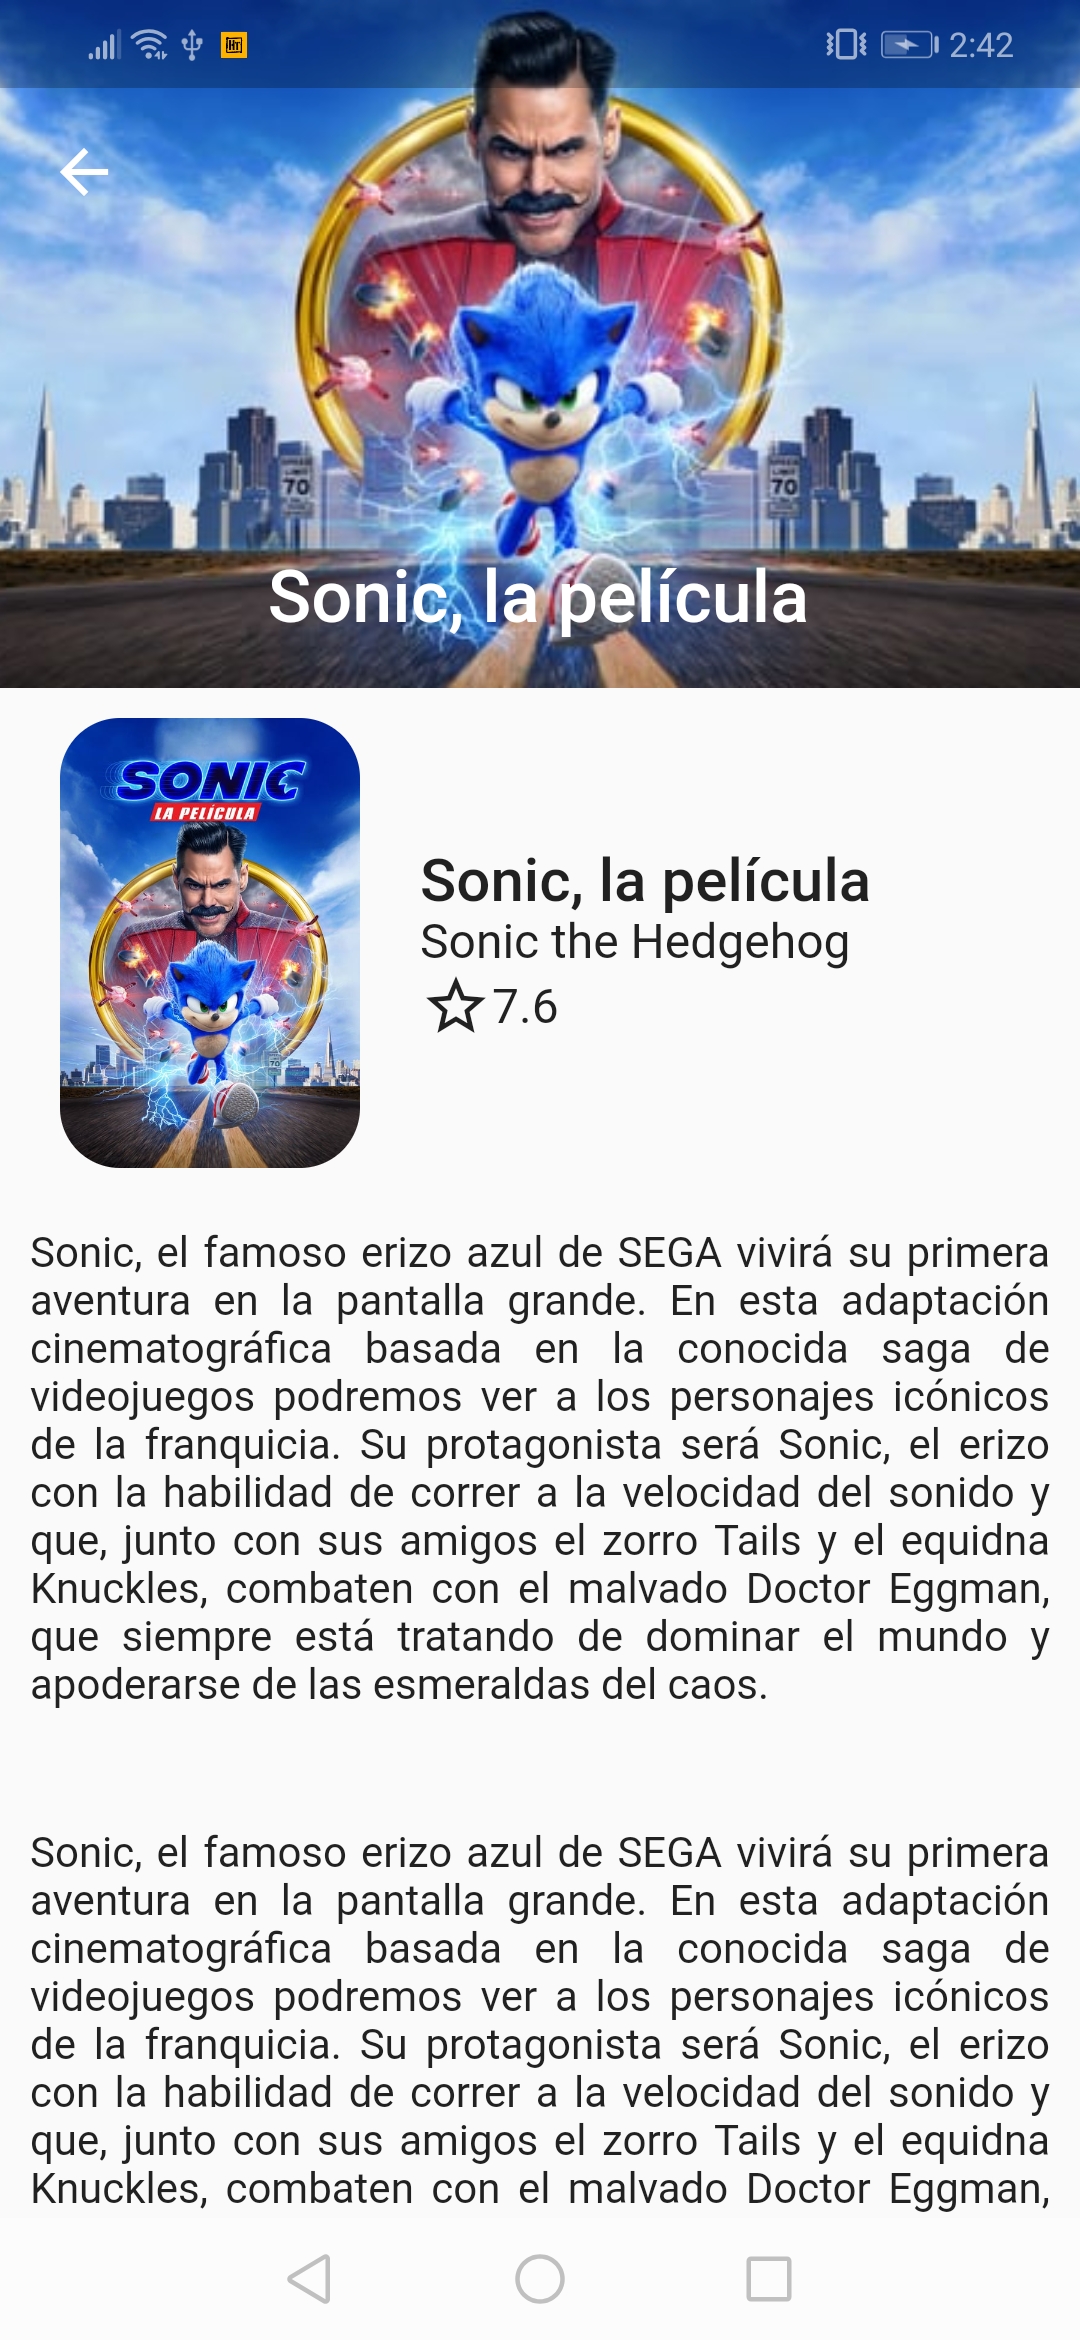 2:42
SPEED
LIMIT
70
SPEED
LIMIT
70
Sonic, la película
SONIC
LA PELÍCULA
70
Sonic, la película
Sonic the Hedgehog
7.6
Sonic, el famoso erizo azul de SEGA vivirá su primera
aventura en la pantalla grande. En esta adaptación
cinematográfica basada en la conocida saga de
videojuegos podremos ver a los personajes icónicos
de la franquicia. Su protagonista será Sonic, el erizo
con la habilidad de correr a la velocidad del sonido y
que, junto con sus amigos el zorro Tails y el equidna
Knuckles, combaten con el malvado Doctor Eggman,
que siempre está tratando de dominar el mundo y
apoderarse de las esmeraldas del caos.
Sonic, el famoso erizo azul de SEGA vivirá su primera
aventura en la pantalla grande. En esta adaptación
cinematográfica basada en la conocida saga de
videojuegos podremos ver a los personajes icónicos
de la franquicia. Su protagonista será Sonic, el erizo
con la habilidad de correr a la velocidad del sonido y
que, junto con sus amigos el zorro Tails y el equidna
Knuckles, combaten con el malvado Doctor Eggman,